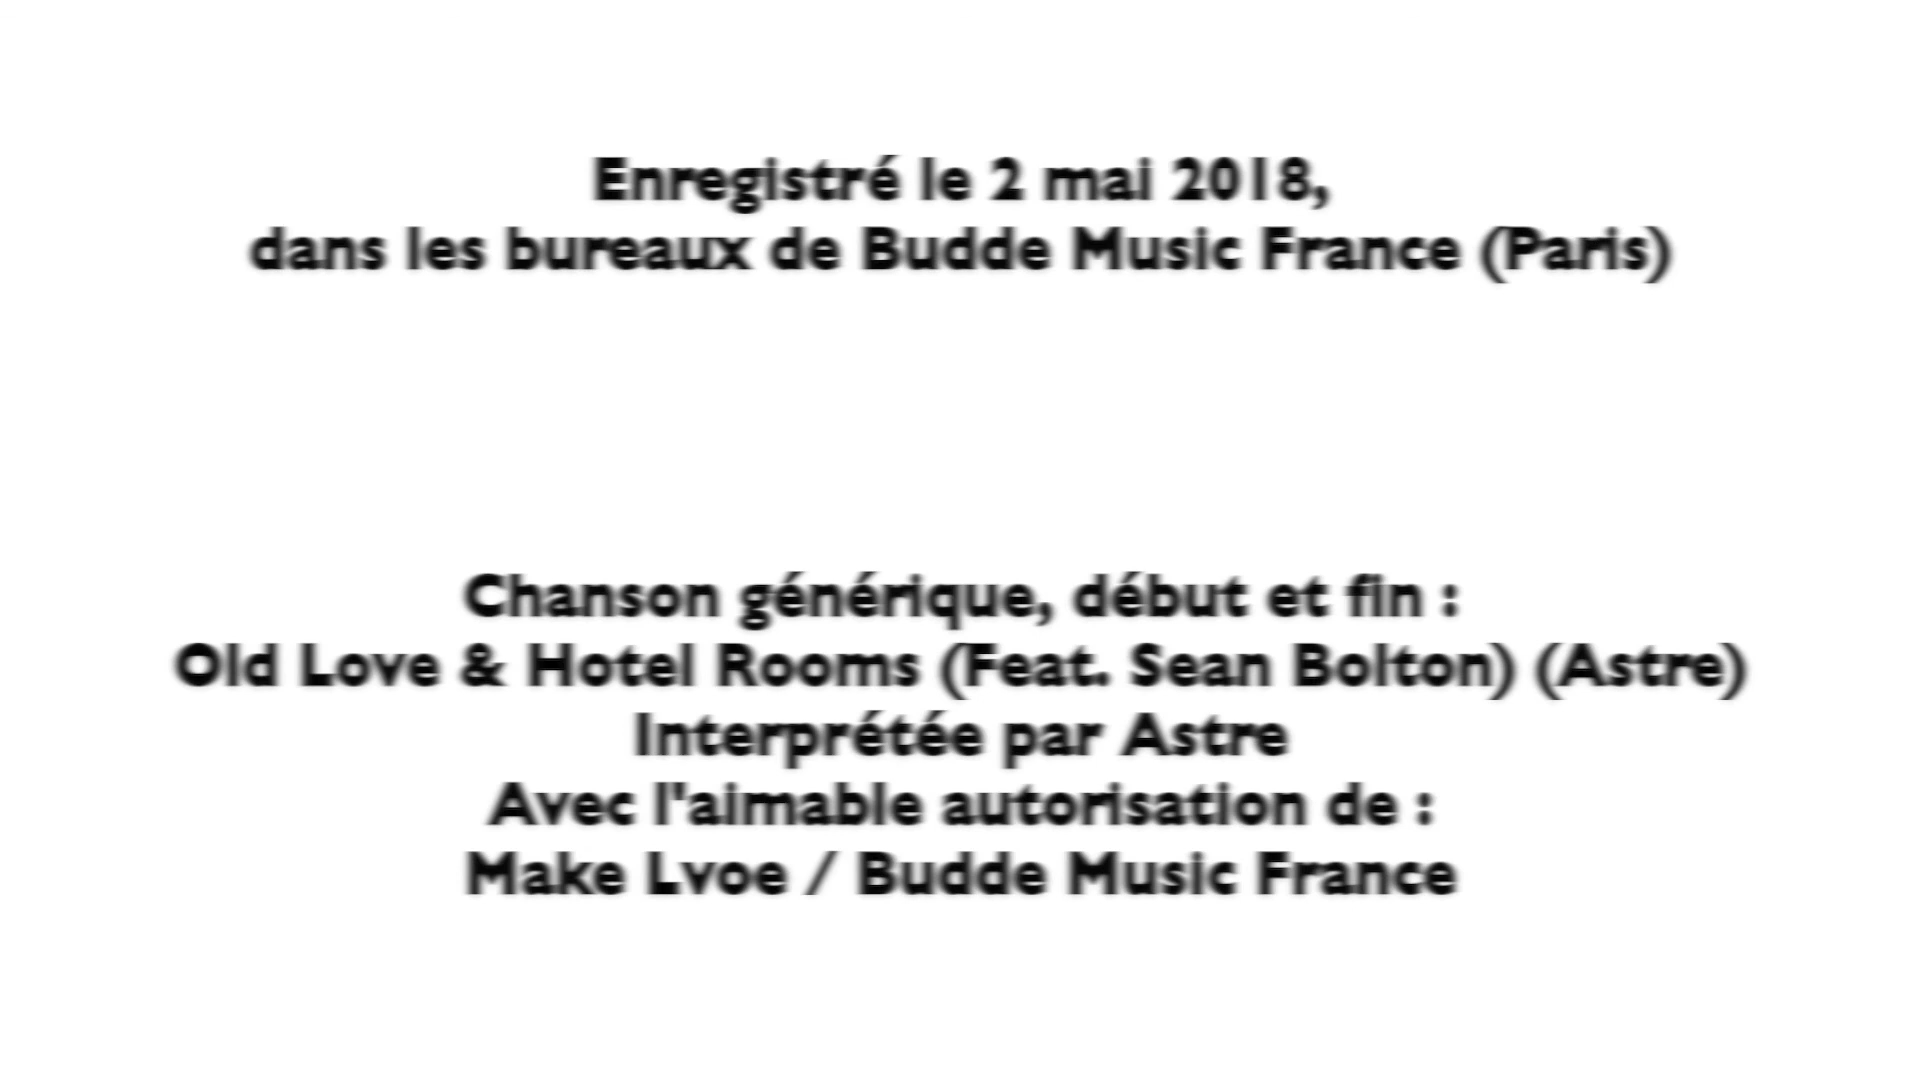 Enregistré le 2 mai 2018,
dans les bureaux de Budde Music France (Paris)
Chanson générique, début et fin :
Old Love & Hotel Rooms (Feat. Sean Bolton) (Astre)
Interprétée par Astre
Avec l'aimable autorisation de :
Make Lvoe / Budde Music France